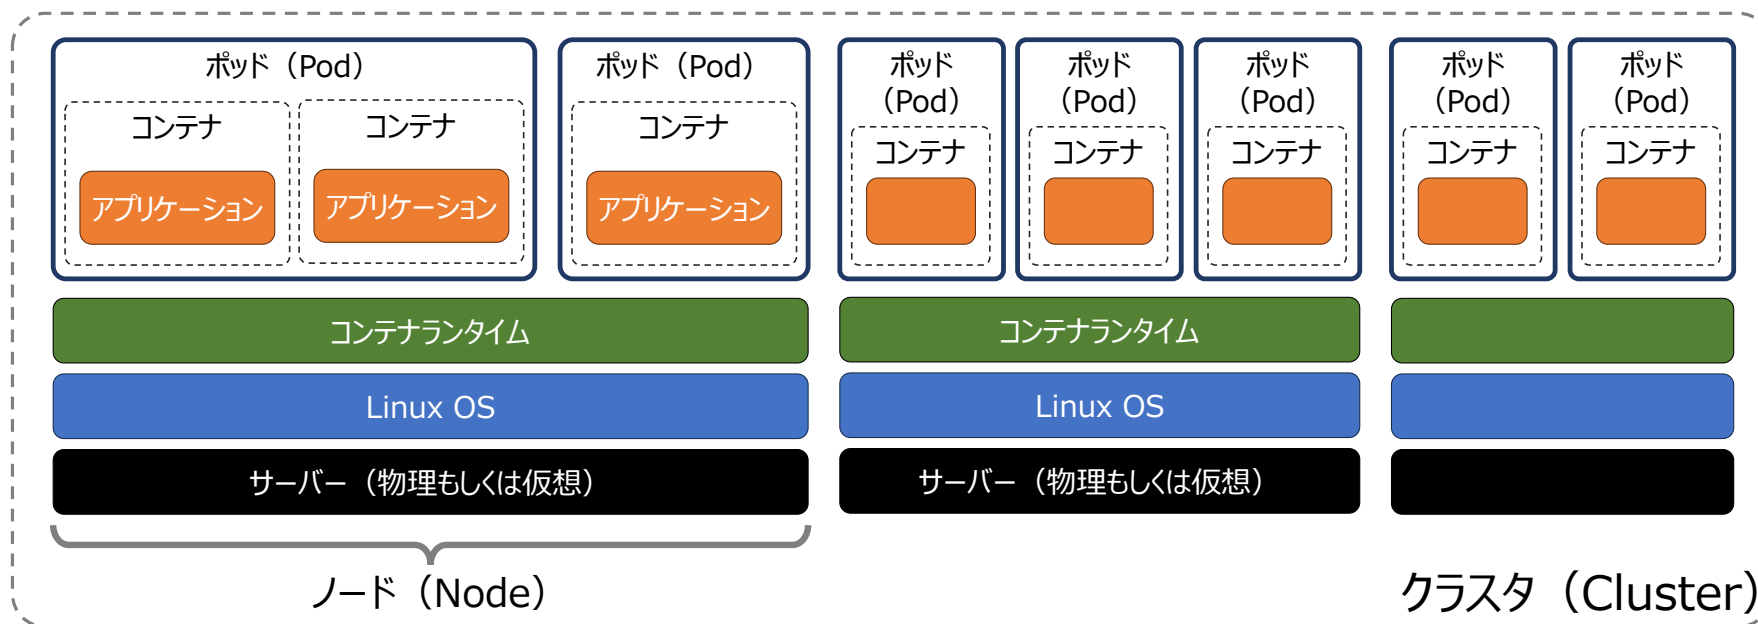 ポッド（Pod）
コンテナ
アプリケーション
コンテナ
アプリケーション
ポッド（Pod）
コンテナ
アプリケーション
ポッド
（Pod）
コンテナ
ポッド
（Pod）
コンテナ
ポッド
（Pod）
コンテナ
ポッド
（Pod）
コンテナ
ポッド
（Pod）
コンテナ
コンテナランタイム
コンテナランタイム
Linux OS
Linux OS
サーバー（物理もしくは仮想）
サーバー（物理もしくは仮想）
ノード（Node）
クラスタ（Cluster）